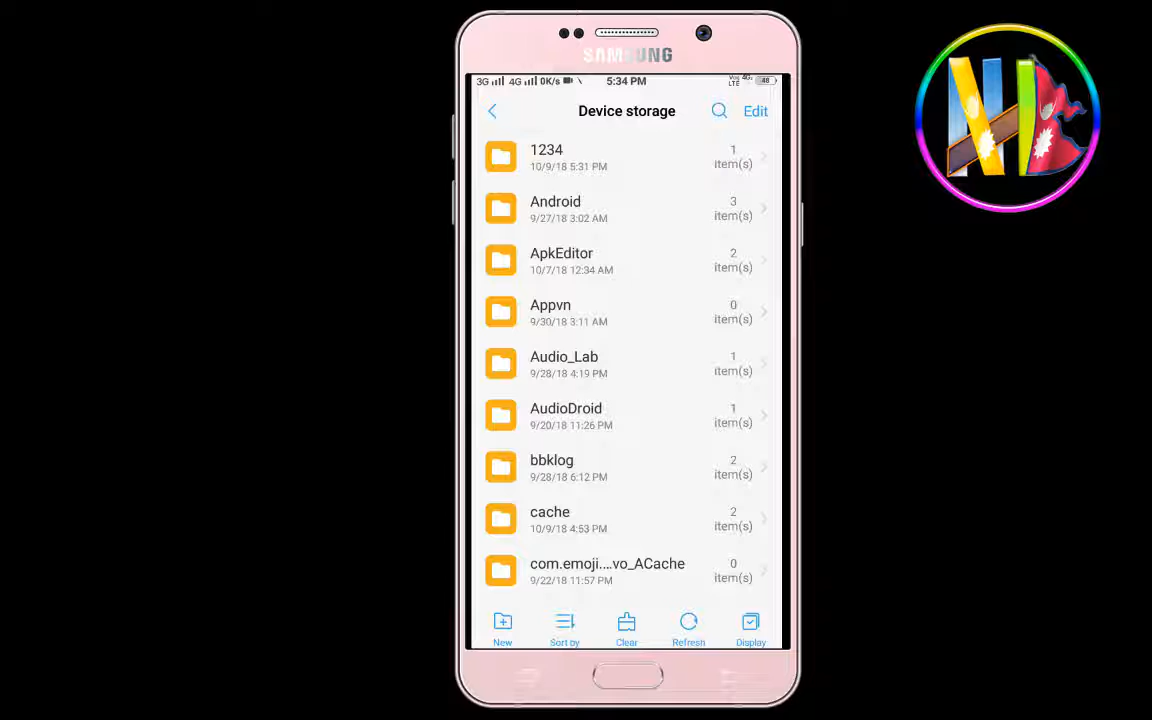 SAMSUNG
3G 4G 0K/s 5:34 PM 48
Device storage Edit
1234 1
10/9/18 5:31 PM item(s)
Android 3
9/27/18 3:02 AM item(s)
ApkEditor 2
10/7/18 12:34 AM item(s)
Appvn 0
9/30/18 3:11 AM item(s)
Audio_Lab 1
9/28/18 4:19 PM item(s)
AudioDroid 1
9/20/18 11:26 PM item(s)
bbklog 2
9/28/18 6:12 PM item(s)
cache 2
10/9/18 4:53 PM item(s)
com.emoji....vo_ACache 0
9/22/18 11:57 PM item(s)
New Sort by Clear Refresh Display